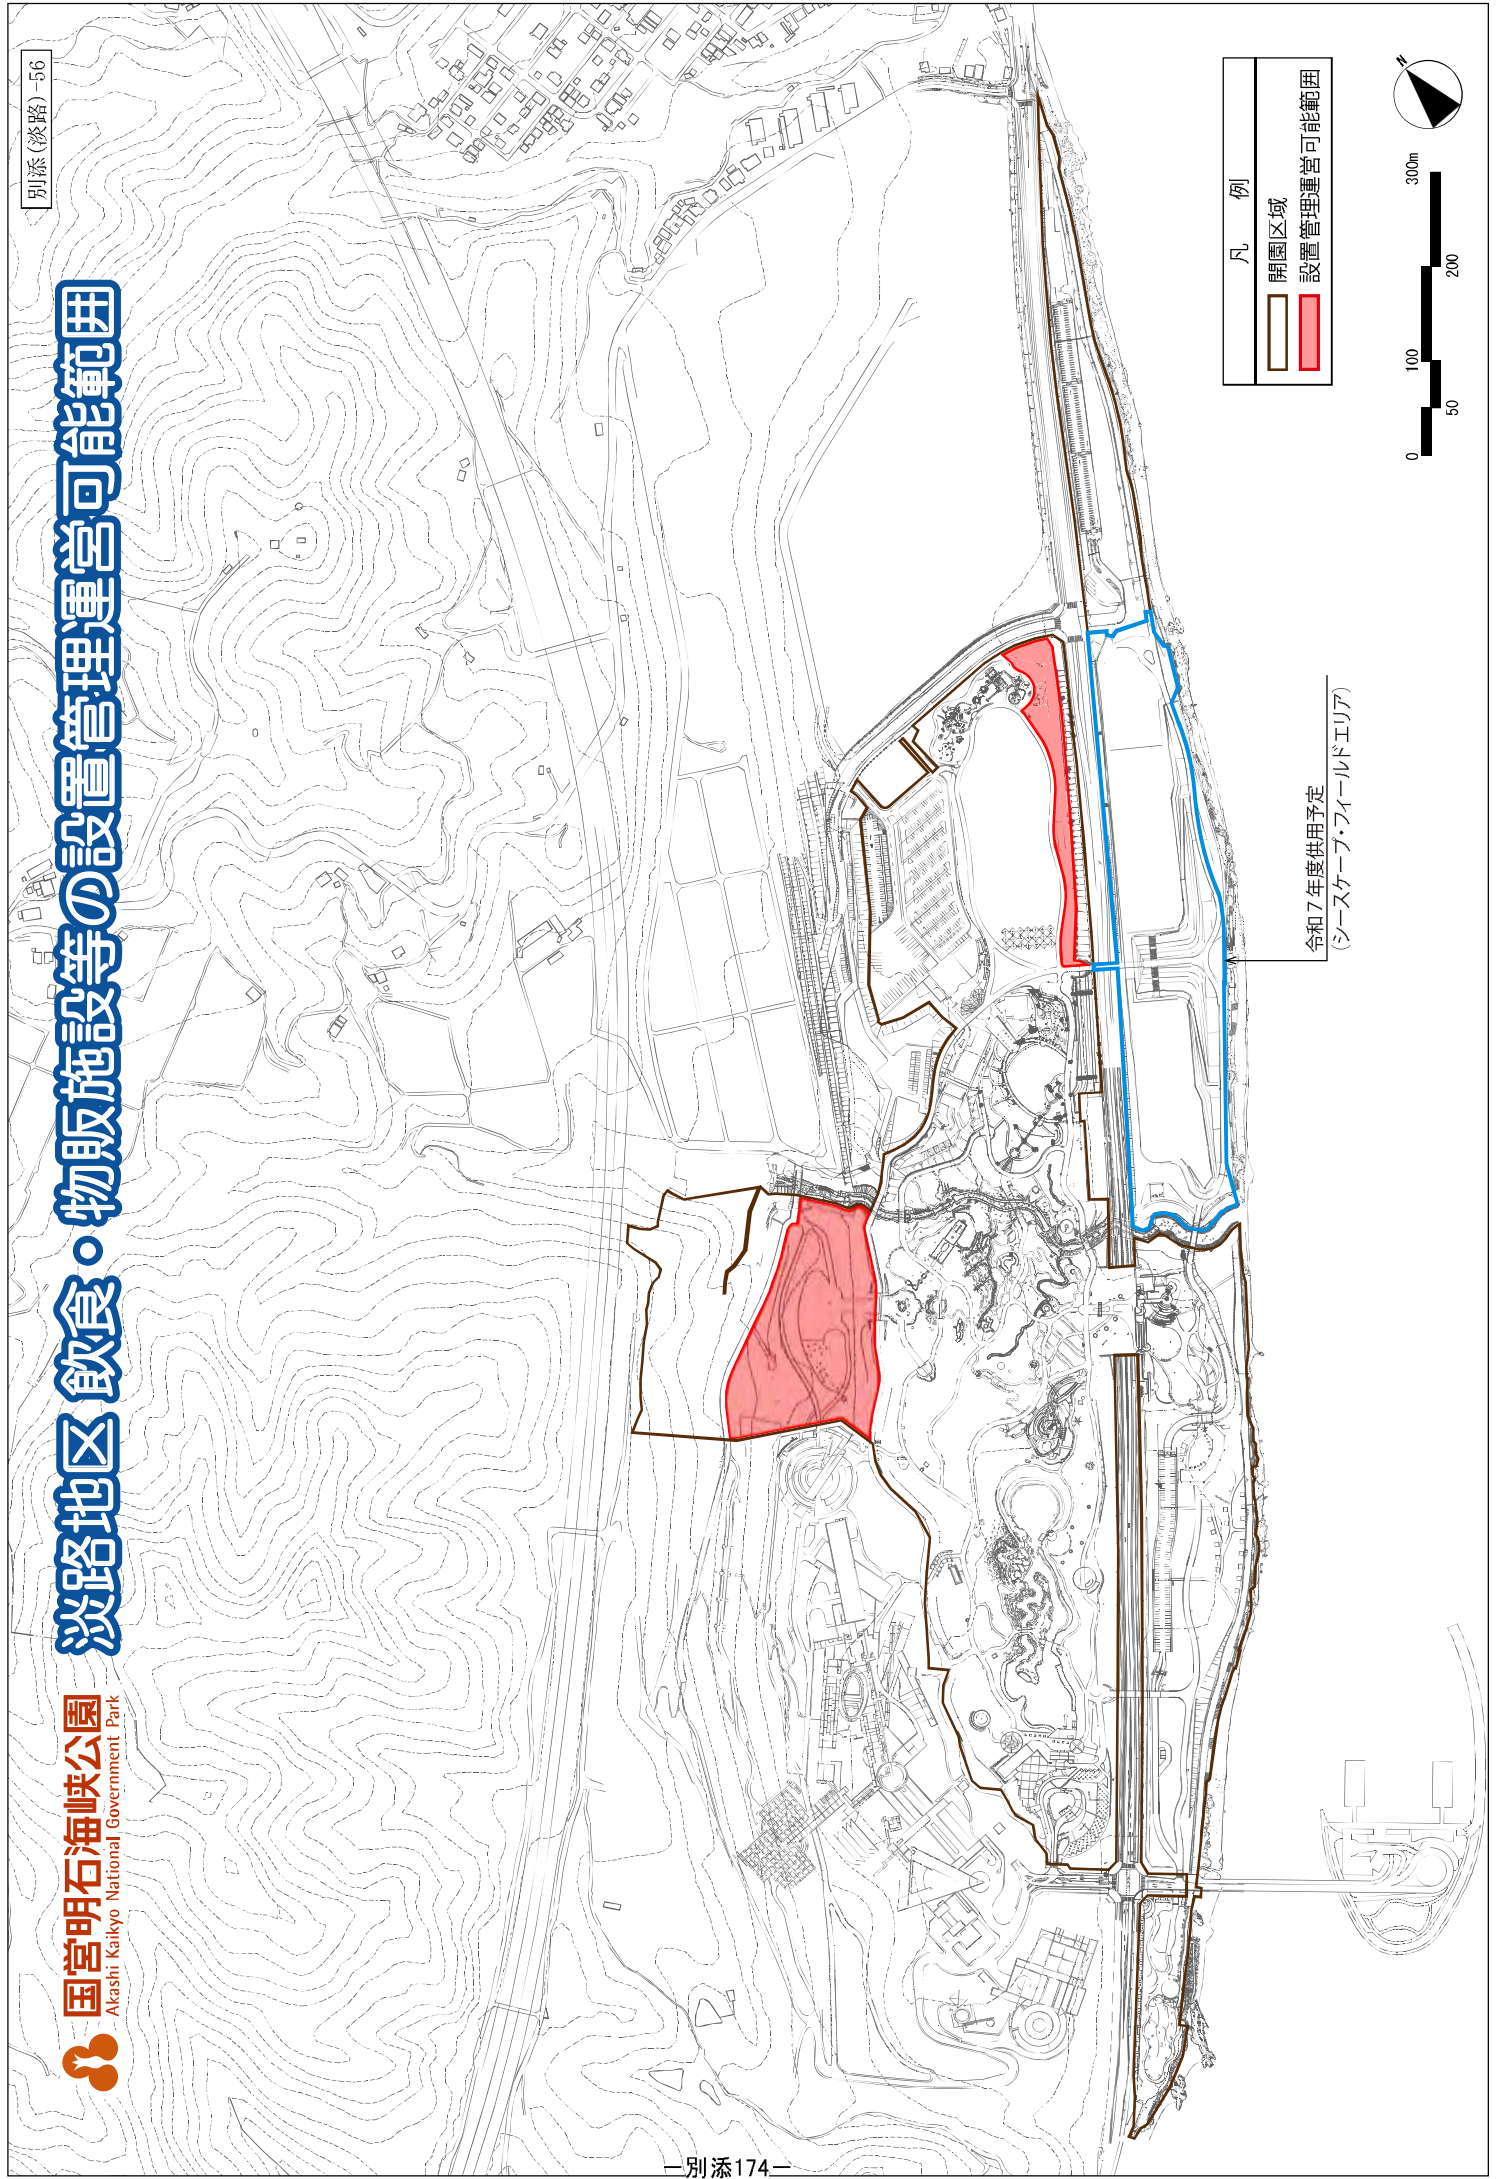 別添(淡路)-56
国営明石海峡公園
Akashi Kaikyo National Government Park
淡路地区 飲食・物販施設等の設置管理運営可能範囲
凡 例
開園区域
設置管理運営可能範囲
N
0
50
100
200
300m
令和7年度供用予定
(シースケープ・フィールドエリア)
—別添174—